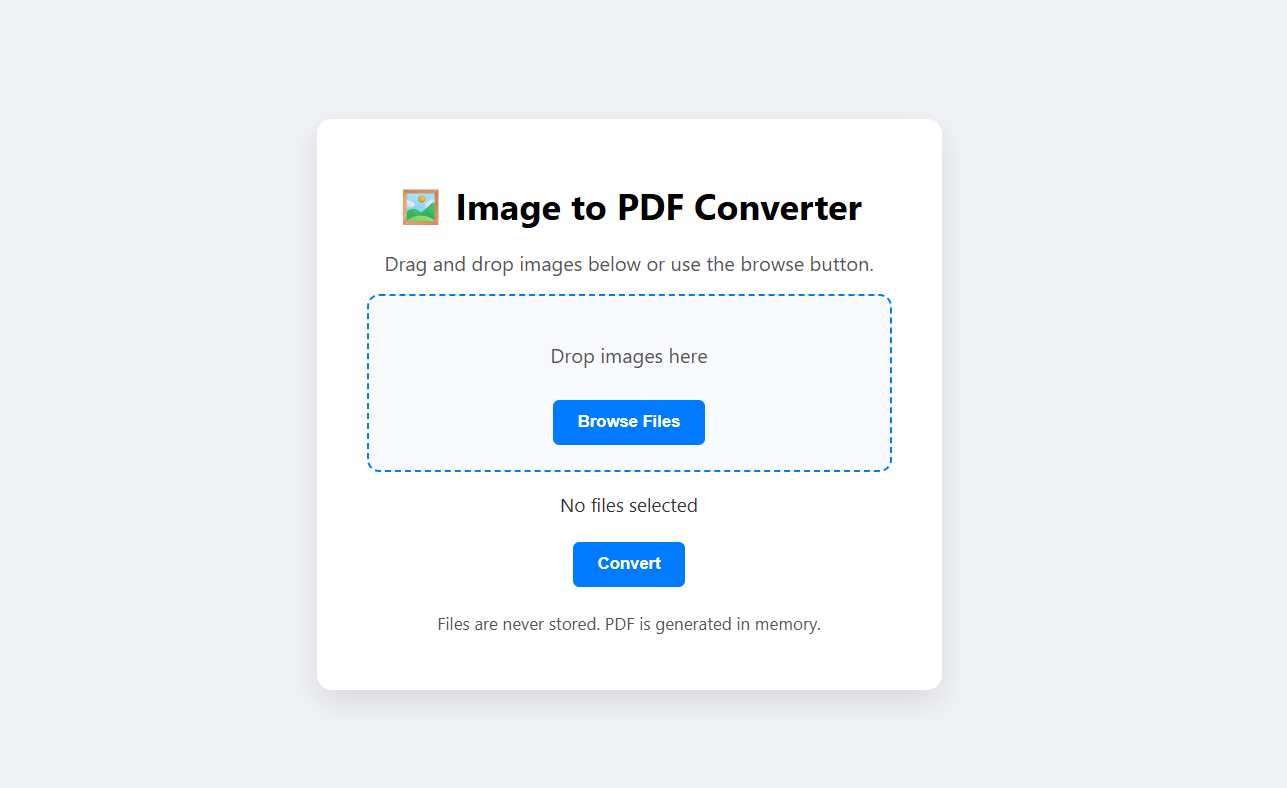 Image to PDF Converter
Drag and drop images below or use the browse button.
Drop images here
Browse Files
No files selected
Convert
Files are never stored. PDF is generated in memory.